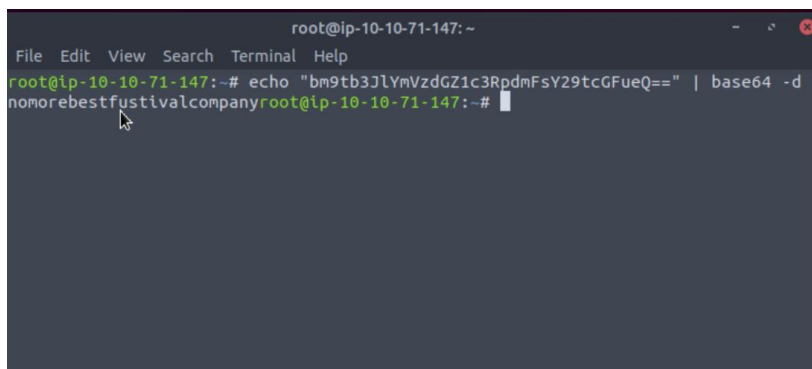 root@ip-10-10-71-147: ~
File Edit View Search Terminal Help
root@ip-10-10-71-147:~# echo "bm9tb3JlYmVzdGZ1c3RpdmFsY29tcGFueQ==" | base64 -d
nomorebestfustivalcompanyroot@ip-10-10-71-147:~#